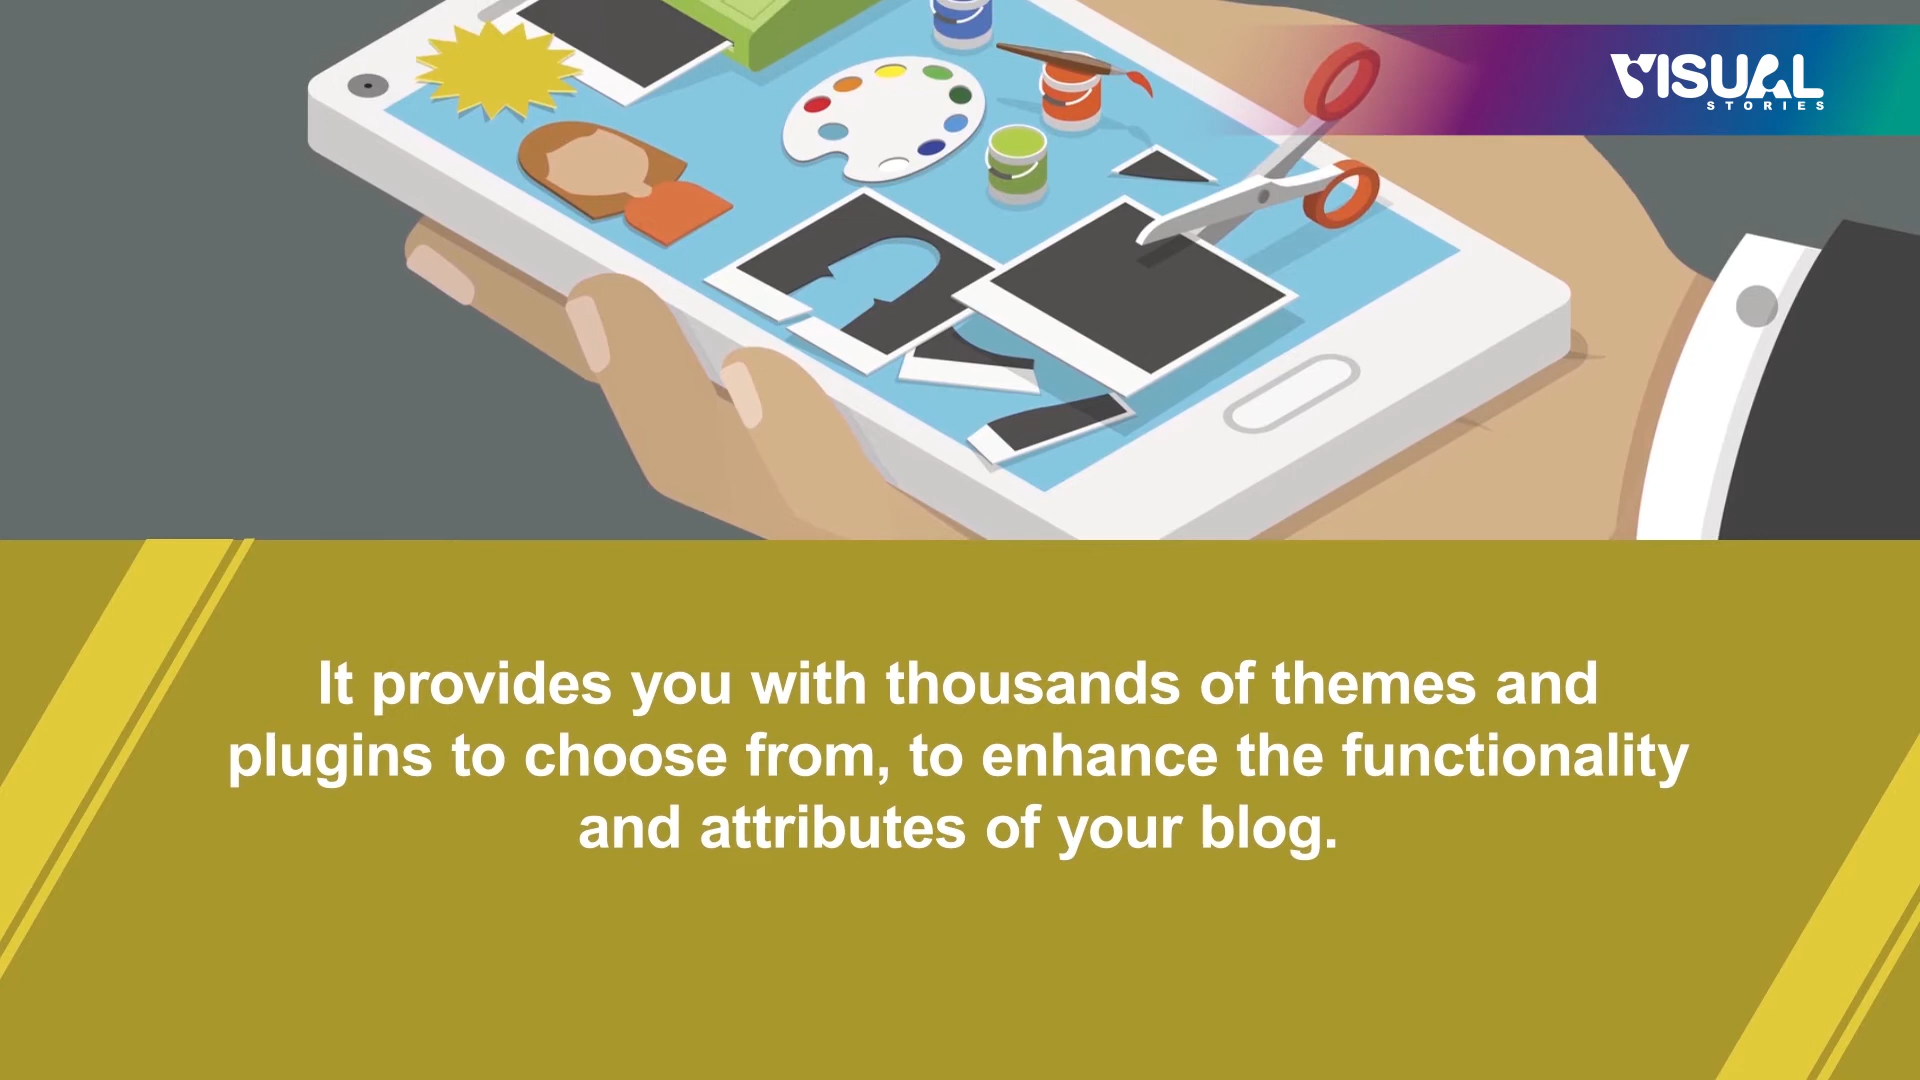 VISUAL
STORIES
It provides you with thousands of themes and
plugins to choose from, to enhance the functionality
and attributes of your blog.